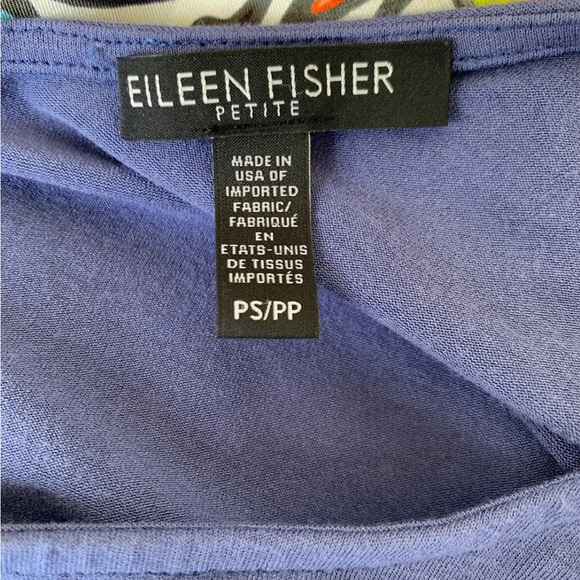 EILEEN FISHER
PETITE
MADE IN
USA OF
IMPORTED
FABRIC/
FABRIQUÉ
EN
ETATS-UNIS
DE TISSUS
IMPORTÉS
PS/PP